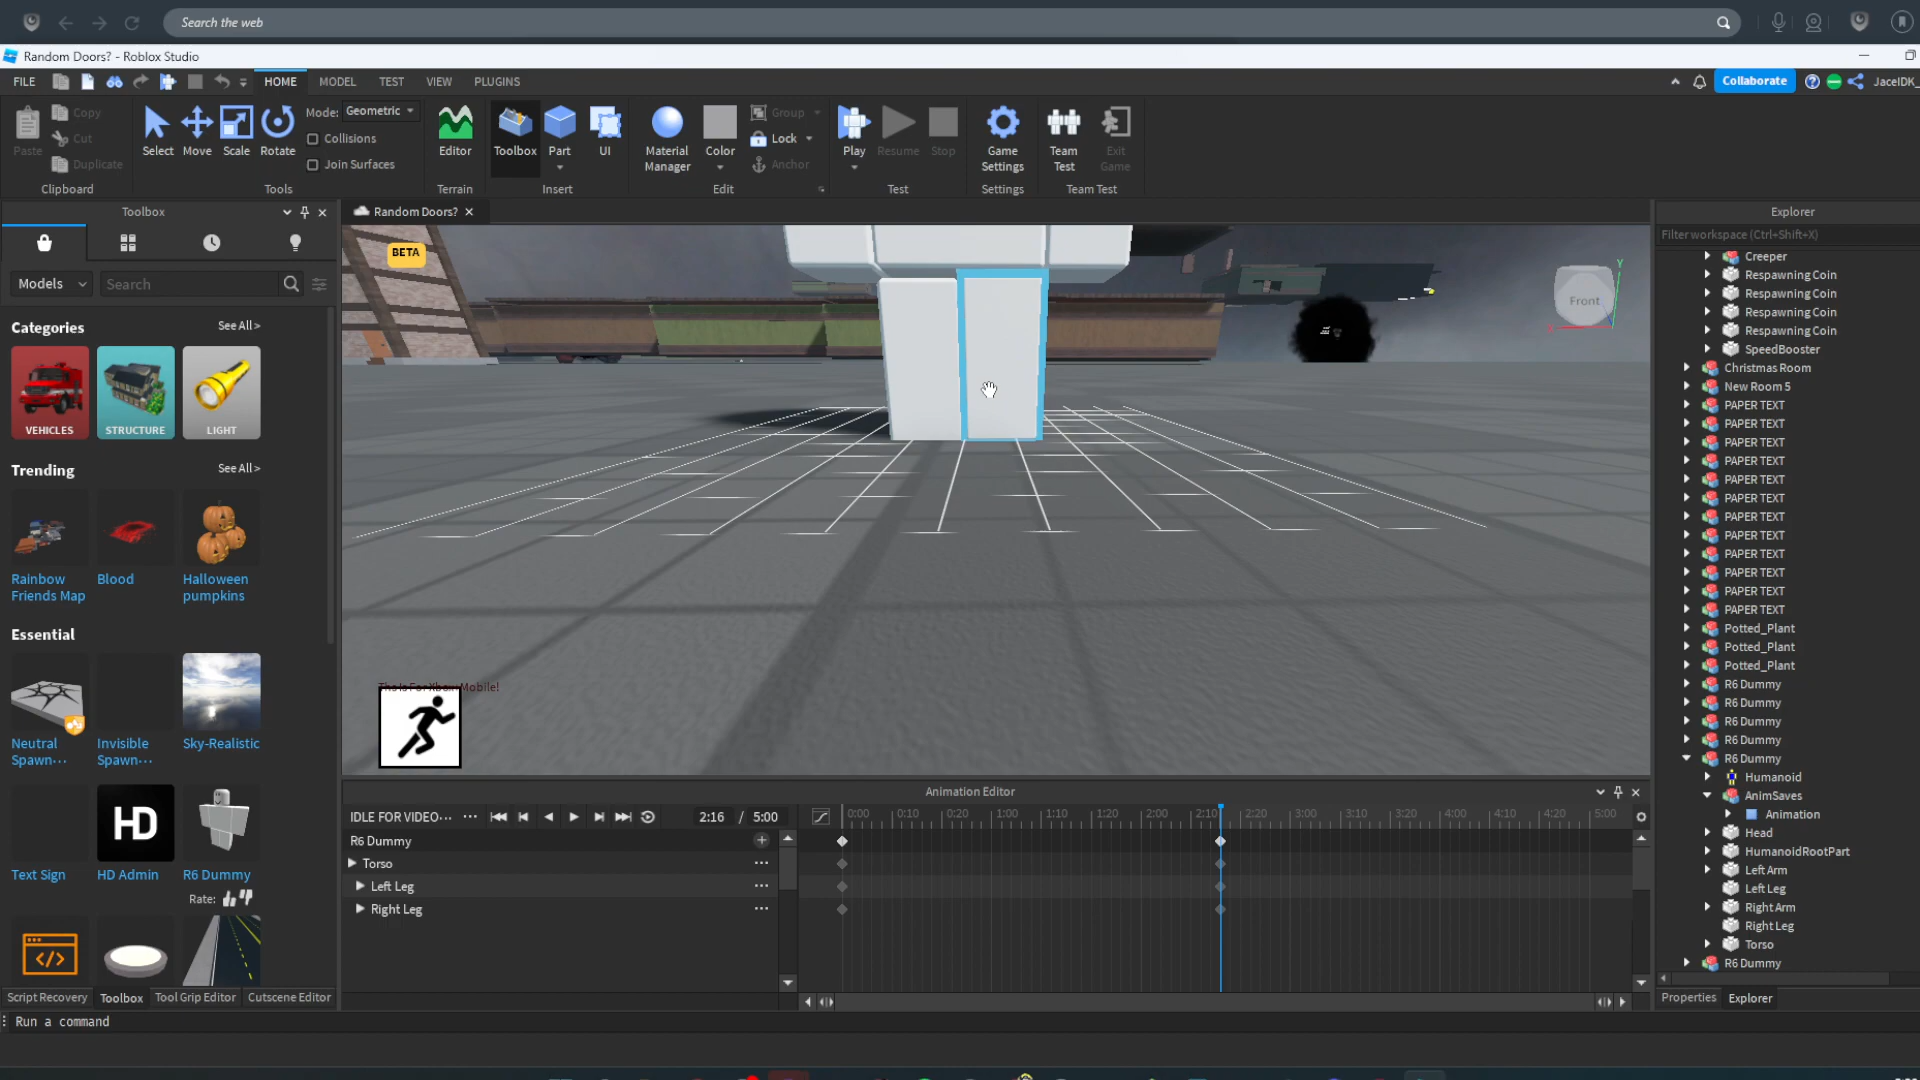 Search the web
Random Doors? - Roblox Studio
FILE HOME MODEL TEST VIEW PLUGINS Collaborate JaceIDK_
Paste Copy Cut Duplicate Clipboard
Select Move Scale Rotate Mode: Geometric Collisions Join Surfaces Tools
Editor Terrain
Toolbox Part UI Insert
Material Manager Color Group Lock Anchor Edit
Play Resume Stop Test
Game Settings Settings
Team Test Exit Game Team Test
Toolbox
Models Search
Categories See All >
VEHICLES STRUCTURE LIGHT
Trending See All >
Rainbow Friends Map
Blood
Halloween pumpkins
Essential
Neutral Spawn...
Invisible Spawn...
Sky-Realistic
HD
Text Sign HD Admin R6 Dummy
Rate:
Script Recovery Toolbox Tool Grip Editor Cutscene Editor
Run a command
Random Doors?
BETA
Front
Y
Animation Editor
IDLE FOR VIDEO... 2:16 / 5:00
0:00 0:10 0:20 1:00 1:10 1:20 2:00 2:10 2:20 3:00 3:10 3:20 4:00 4:10 4:20 5:00
R6 Dummy
Torso
Left Leg
Right Leg
Explorer
Filter workspace (Ctrl+Shift+X)
Creeper
Respawning Coin
Respawning Coin
Respawning Coin
Respawning Coin
SpeedBooster
Christmas Room
New Room 5
PAPER TEXT
PAPER TEXT
PAPER TEXT
PAPER TEXT
PAPER TEXT
PAPER TEXT
PAPER TEXT
PAPER TEXT
PAPER TEXT
PAPER TEXT
PAPER TEXT
PAPER TEXT
Potted_Plant
Potted_Plant
Potted_Plant
R6 Dummy
R6 Dummy
R6 Dummy
R6 Dummy
R6 Dummy
Humanoid
AnimSaves
Animation
Head
HumanoidRootPart
Left Arm
Left Leg
Right Arm
Right Leg
Torso
R6 Dummy
Properties Explorer